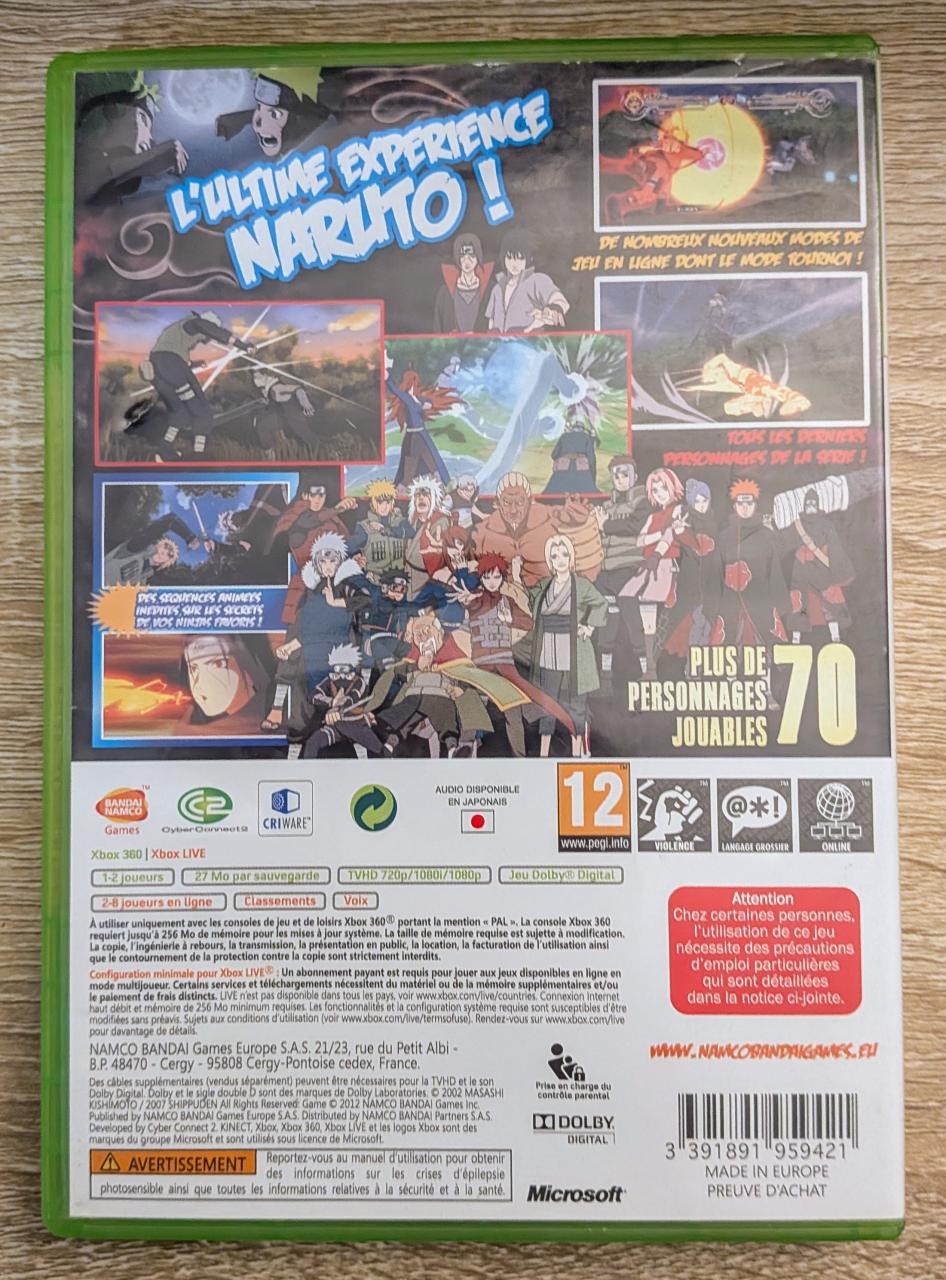 L'ULTIME EXPERIENCE
NARUTO !
DE NOMBREUX NOUVEAUX MODES DE
JEU EN LIGNE DONT LE MODE TOURNOI !
TOUS LES DERNIERS
PERSONNAGES DE LA SERIE !
DES SEQUENCES ANIMEES
INEDITES SUR LES SECRETS
DE VOS NINJAS FAVORIS !
PLUS DE
PERSONNAGES
JOUABLES
70
BANDAI
NAMCO
Games
TM
C2
CyberConnect2
CRIWARE™
AUDIO DISPONIBLE
EN JAPONAIS
12
www.pegi.info
VIOLENCE
@*!
LANGAGE GROSSIER
ONLINE
Xbox 360 | Xbox LIVE
1-2 joueurs
27 Mo par sauvegarde
TVHD 720p/1080i/1080p
Jeu Dolby® Digital
2-8 joueurs en ligne
Classements
Voix
À utiliser uniquement avec les consoles de jeu et de loisirs Xbox 360® portant la mention « PAL ». La console Xbox 360
requiert jusqu'à 256 Mo de mémoire pour les mises à jour système. La taille de mémoire requise est sujette à modification.
La copie, l'ingénierie à rebours, la transmission, la présentation en public, la location, la facturation de l'utilisation ainsi
que le contournement de la protection contre la copie sont strictement interdits.
Configuration minimale pour Xbox LIVE® : Un abonnement payant est requis pour jouer aux jeux disponibles en ligne en
mode multijoueur. Certains services et téléchargements nécessitent du matériel ou de la mémoire supplémentaires et/ou
le paiement de frais distincts. LIVE n'est pas disponible dans tous les pays, voir www.xbox.com/live/countries. Connexion Internet
haut débit et mémoire de 256 Mo minimum requises. Les fonctionnalités et la configuration système requise sont susceptibles d'être
modifiées sans préavis. Sujets aux conditions d'utilisation (voir www.xbox.com/live/termsofuse). Rendez-vous sur www.xbox.com/live
pour davantage de détails.
Attention
Chez certaines personnes,
l'utilisation de ce jeu
nécessite des précautions
d'emploi particulières
qui sont détaillées
dans la notice ci-jointe.
NAMCO BANDAI Games Europe S.A.S. 21/23, rue du Petit Albi -
B.P. 48470 - Cergy - 95808 Cergy-Pontoise cedex, France.
WWW.NAMCOBANDAIGAMES.EU
Des câbles supplémentaires (vendus séparément) peuvent être nécessaires pour la TVHD et le son
Dolby Digital. Dolby et le sigle double D sont des marques de Dolby Laboratories. © 2002 MASASHI
KISHIMOTO / 2007 SHIPPUDEN All Rights Reserved. Game © 2012 NAMCO BANDAI Games Inc.
Published by NAMCO BANDAI Games Europe S.A.S. Distributed by NAMCO BANDAI Partners S.A.S.
Developed by Cyber Connect 2. KINECT, Xbox, Xbox 360, Xbox LIVE et les logos Xbox sont des
marques du groupe Microsoft et sont utilisés sous licence de Microsoft.
Prise en charge du
contrôle parental
DOLBY
DIGITAL
AVERTISSEMENT
Reportez-vous au manuel d'utilisation pour obtenir
des informations sur les crises d'épilepsie
photosensible ainsi que toutes les informations relatives à la sécurité et à la santé.
Microsoft®
3 391891 959421
MADE IN EUROPE
PREUVE D'ACHAT